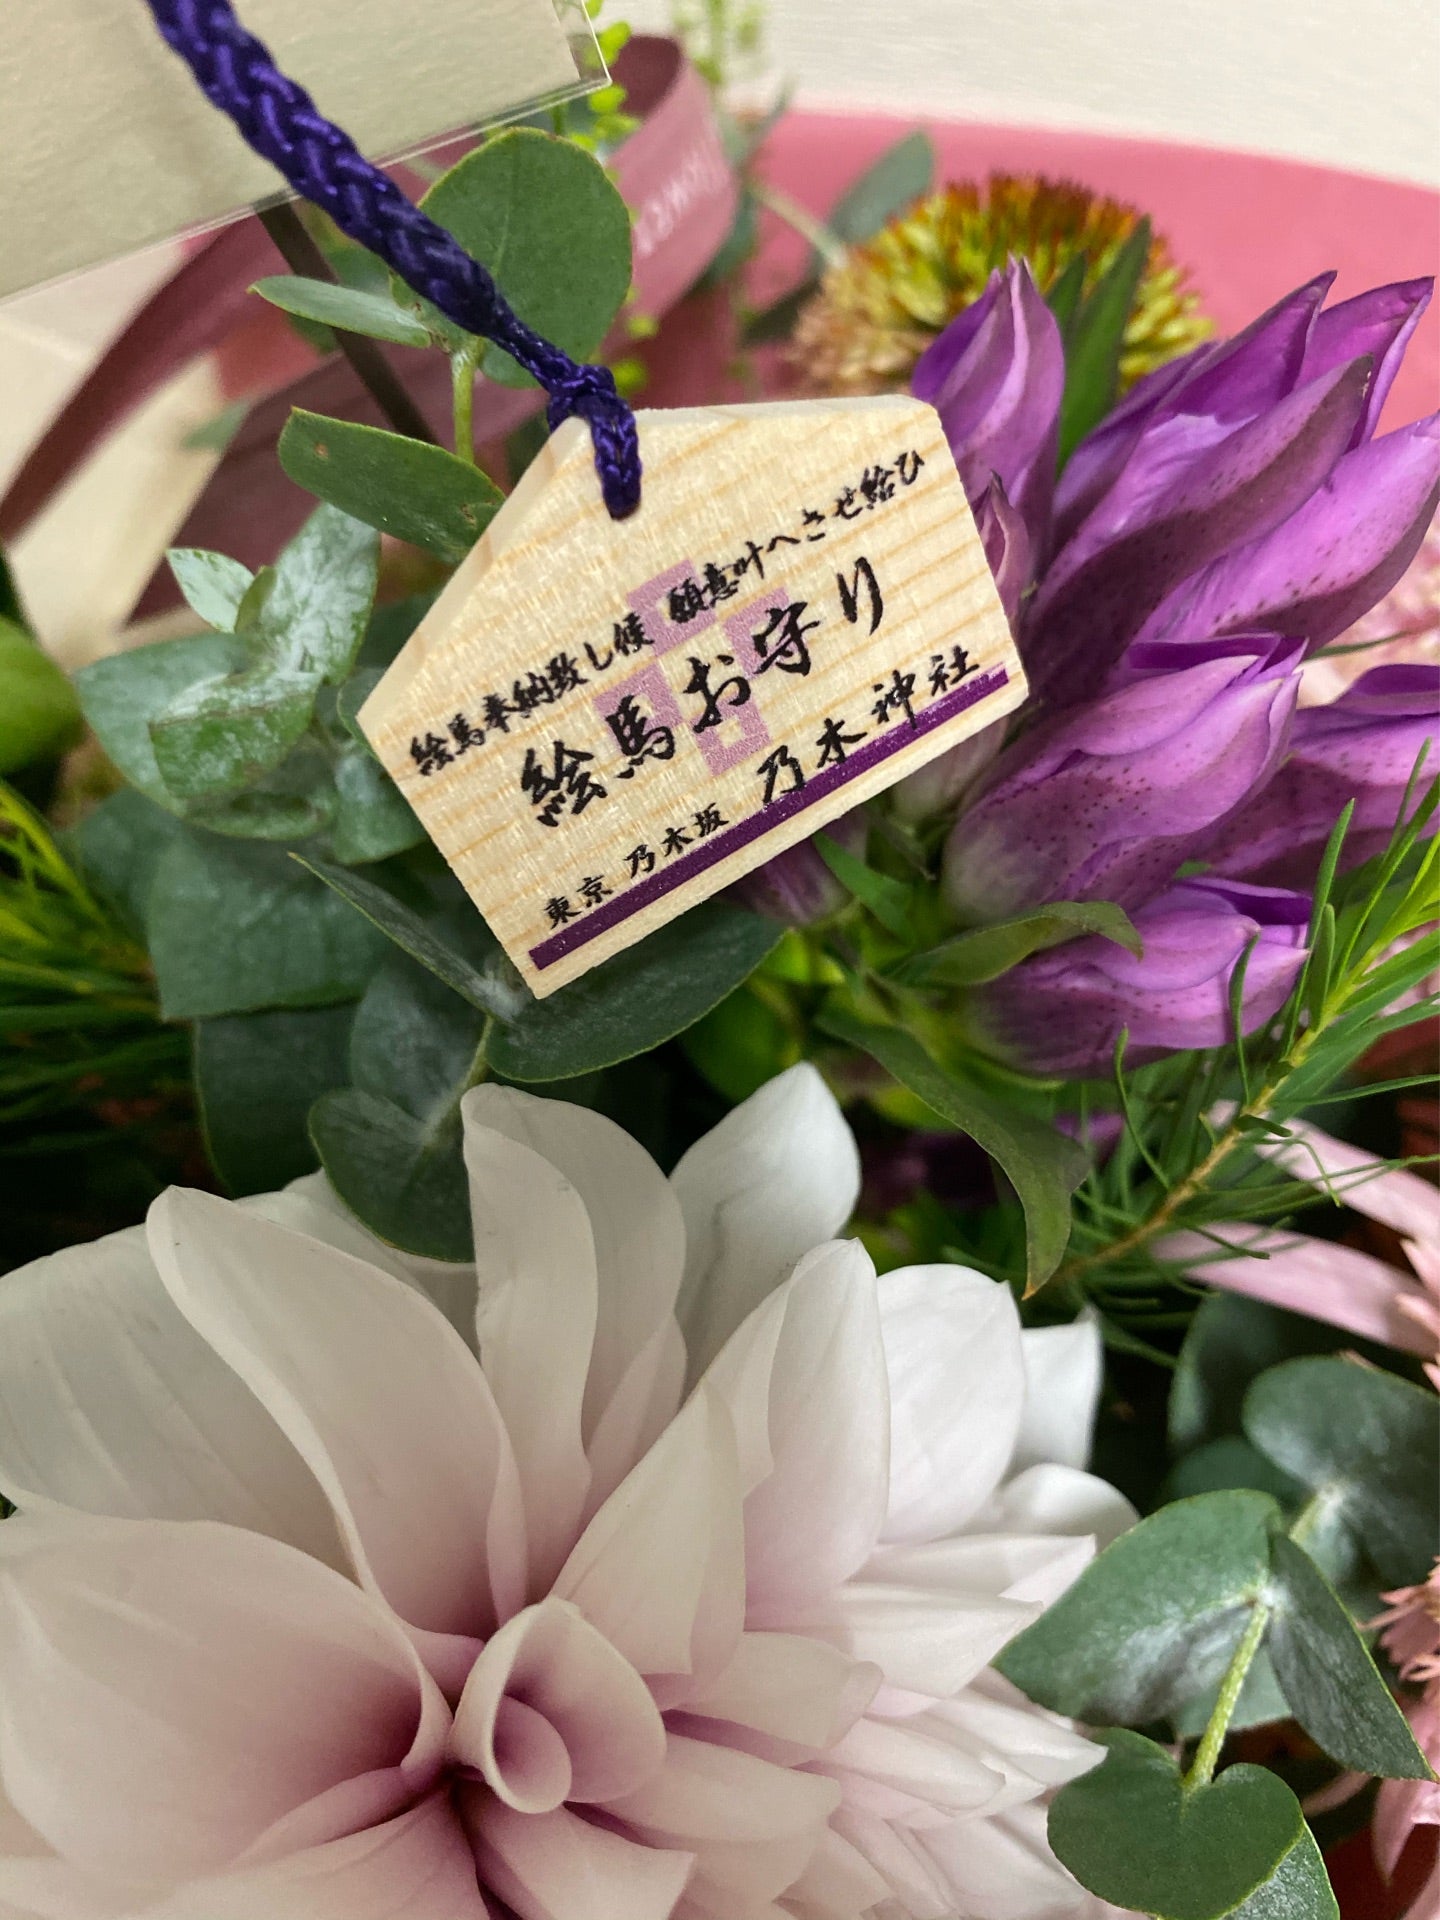 絵馬奉納致し候 願意叶へさせ給ひ
絵馬お守り
東京 乃木坂 乃木神社